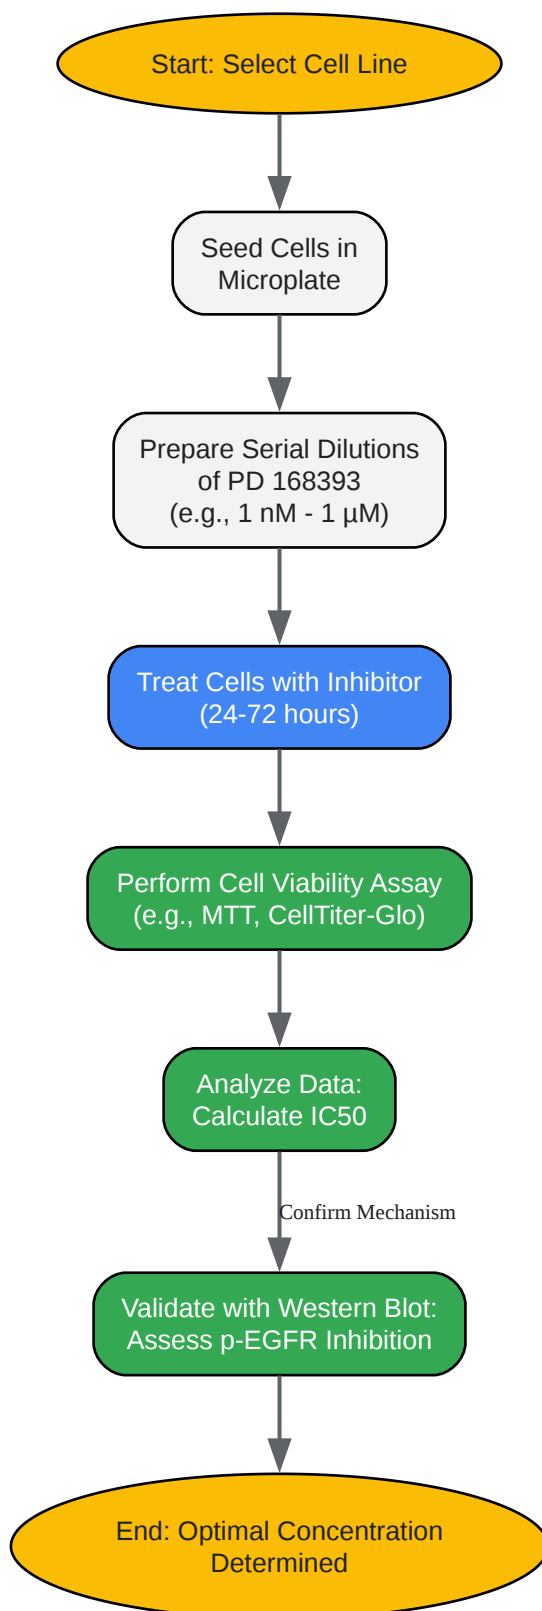 Start: Select Cell Line
Seed Cells in
Microplate
Prepare Serial Dilutions
of PD 168393
(e.g., 1 nM - 1 µM)
Treat Cells with Inhibitor
(24-72 hours)
Perform Cell Viability Assay
(e.g., MTT, CellTiter-Glo)
Analyze Data:
Calculate IC50
Confirm Mechanism
Validate with Western Blot:
Assess p-EGFR Inhibition
End: Optimal Concentration
Determined